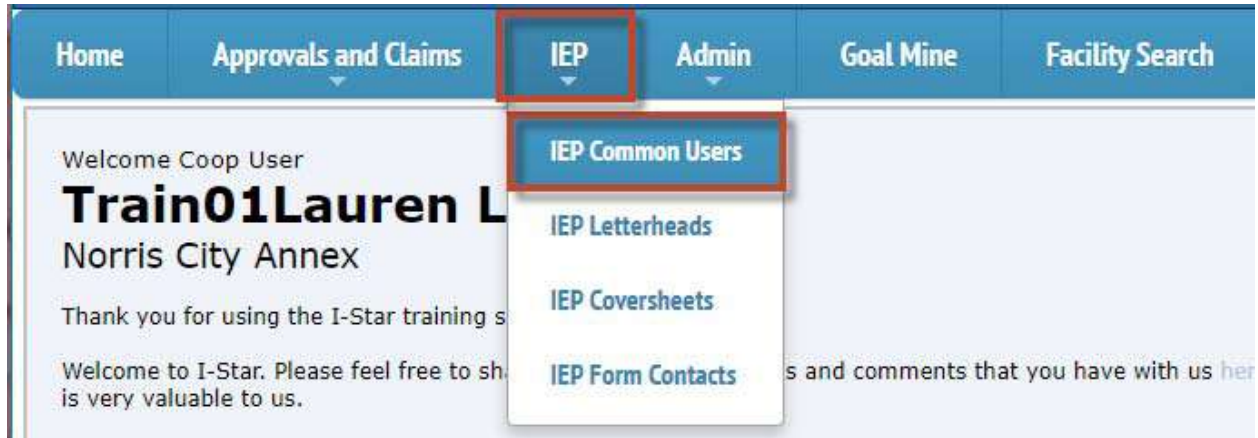 Home Approvals and Claims IEP Admin Goal Mine Facility Search
IEP Common Users
IEP Letterheads
IEP Coversheets
IEP Form Contacts
Welcome Coop User
Train01Lauren L
Norris City Annex
Thank you for using the I-Star training s
Welcome to I-Star. Please feel free to sh s and comments that you have with us her
is very valuable to us.